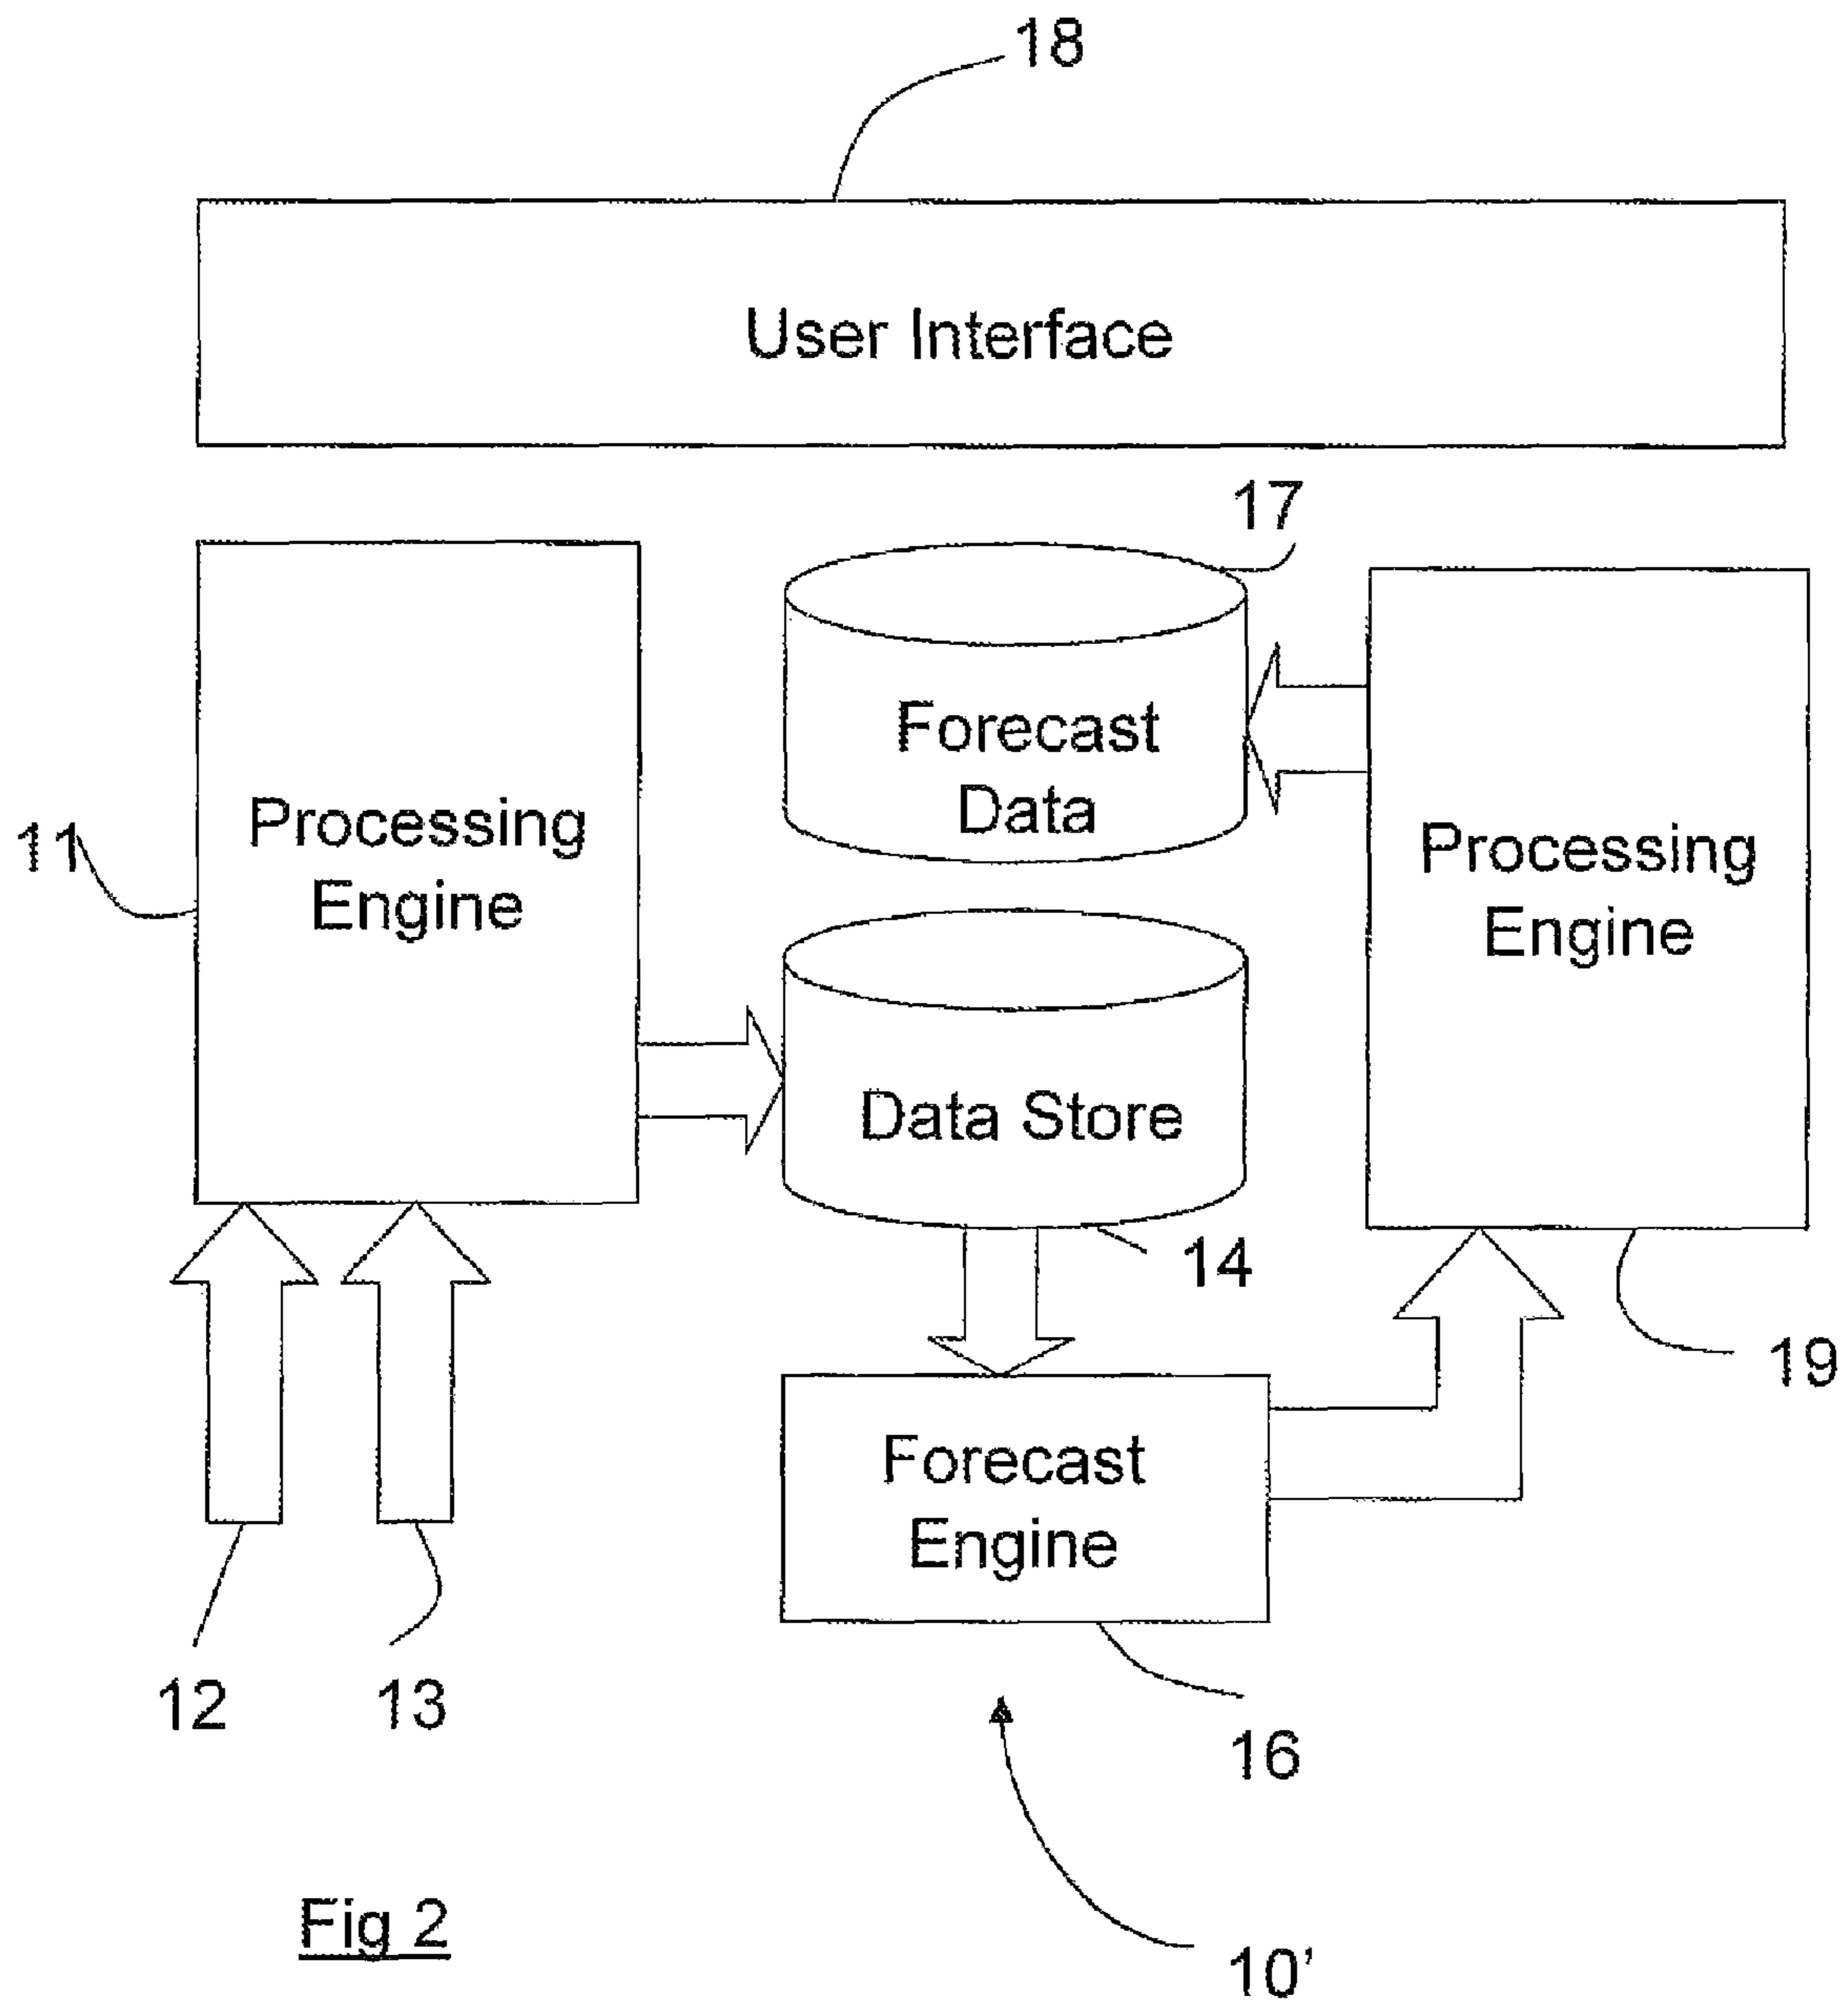 18
User Interface
17
Forecast
Data
Processing
Engine
11
Processing
Engine
Data Store
14
19
Forecast
Engine
12
13
16
Fig 2
10'